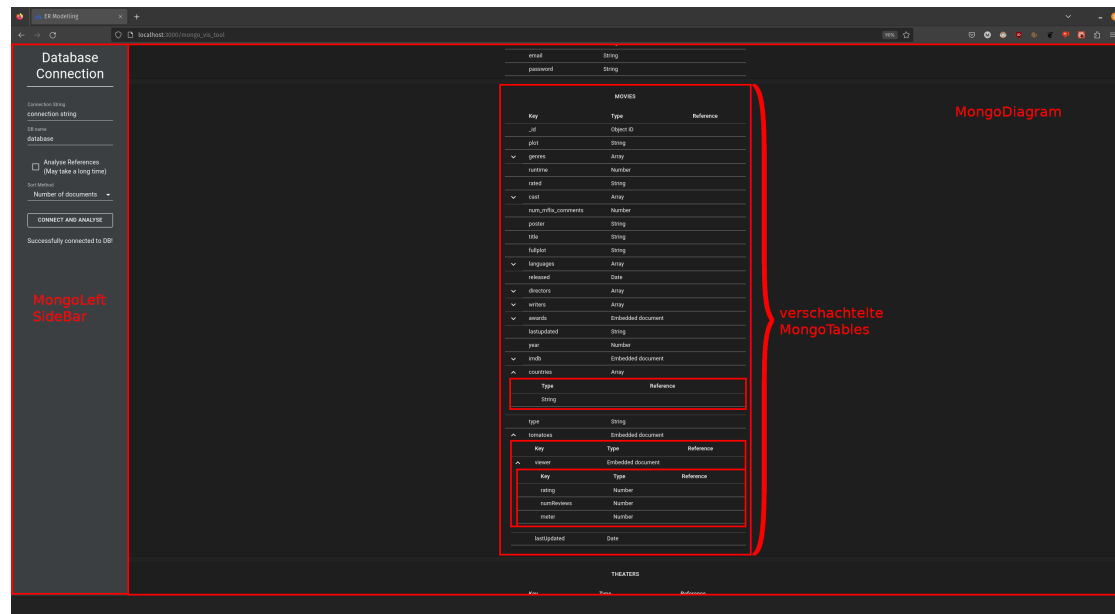 ER Modelling
localhost:3000/mongo_vis_tool
90%
Database
Connection
Connection String
connection string
DB name
database
Analyse References
(May take a long time)
Sort Method
Number of documents
CONNECT AND ANALYSE
Successfully connected to DB!
MongoLeft
SideBar
email String
password String
MOVIES
Key Type Reference
_id Object ID
plot String
genres Array
runtime Number
rated String
cast Array
num_mflix_comments Number
poster String
title String
fullplot String
languages Array
released Date
directors Array
writers Array
awards Embedded document
lastupdated String
year Number
imdb Embedded document
countries Array
Type Reference
String
type String
tomatoes Embedded document
Key Type Reference
viewer Embedded document
Key Type Reference
rating Number
numReviews Number
meter Number
lastUpdated Date
THEATERS
Key Type Reference
MongoDiagram
verschachtelte
MongoTables